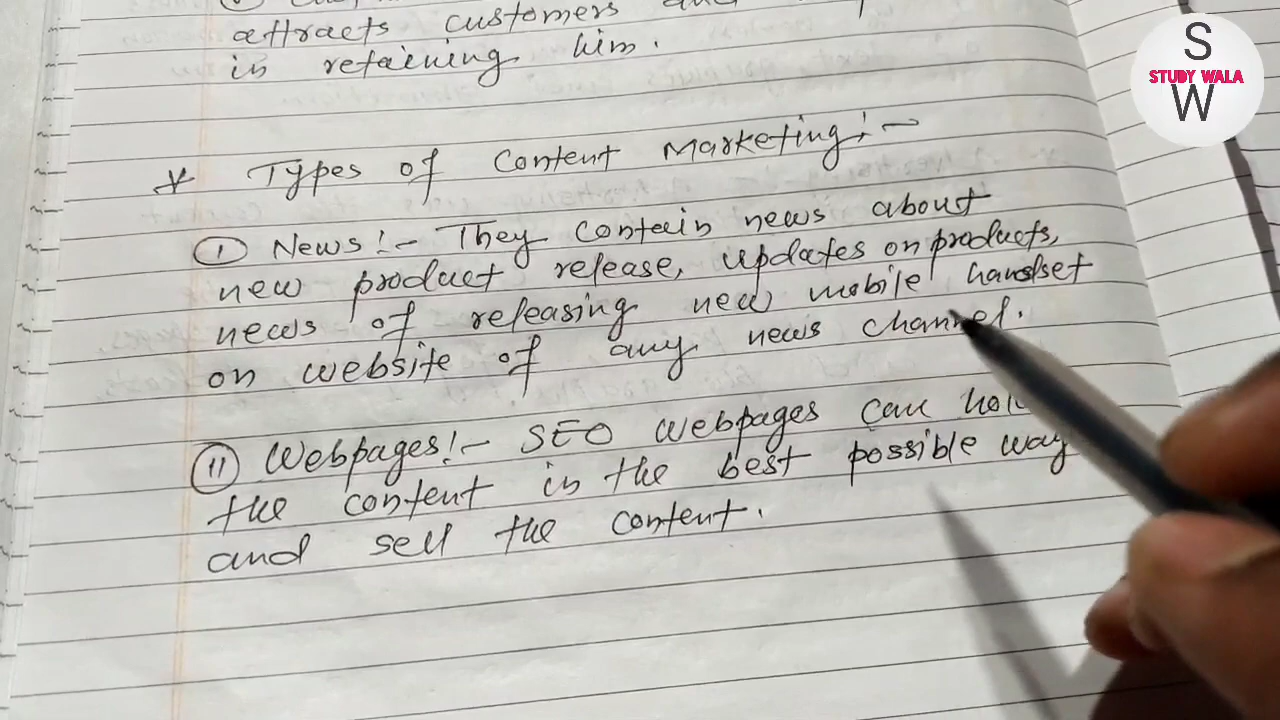 attracts customers
in retaining him.
* Types of Content Marketing:-
(I) News:- They contain news about
new product release, updates on products,
news of releasing new mobile handset
on website of any news channel.
(II) Webpages:- SEO webpages can
the content in the best possible way
and sell the content.
S
STUDY WALA
W